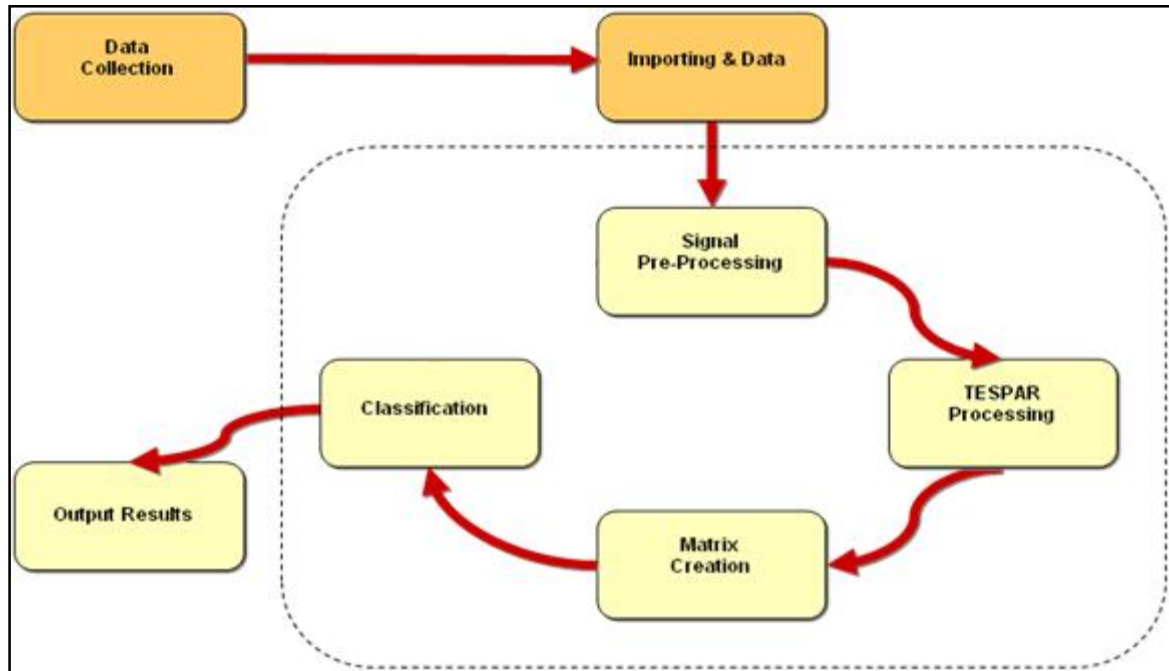 Data
Collection
Importing & Data
Signal
Pre-Processing
TESPAR
Processing
Matrix
Creation
Classification
Output Results